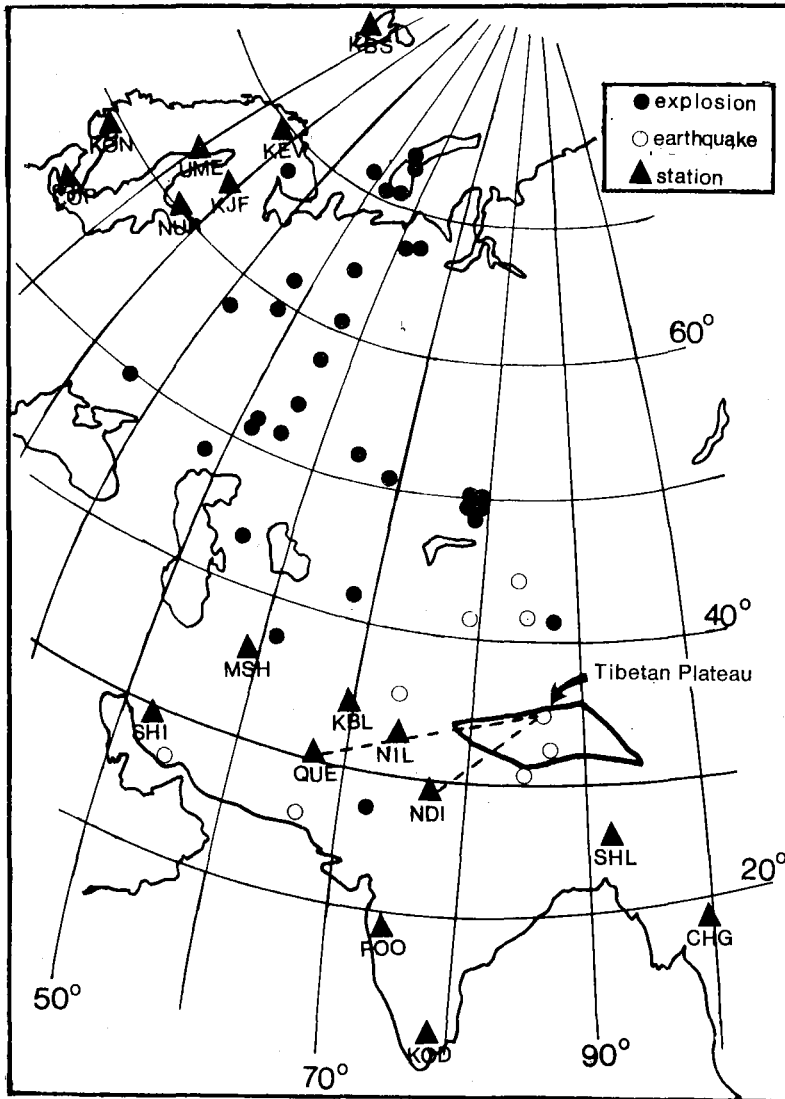 KBS
explosion
earthquake
station
KON
UME
KEV
COP
KJF
NUR
60°
40°
MSH
Tibetan Plateau
KBL
SHI
NIL
QUE
NDI
SHL
20°
POO
CHG
50°
KOD
90°
70°